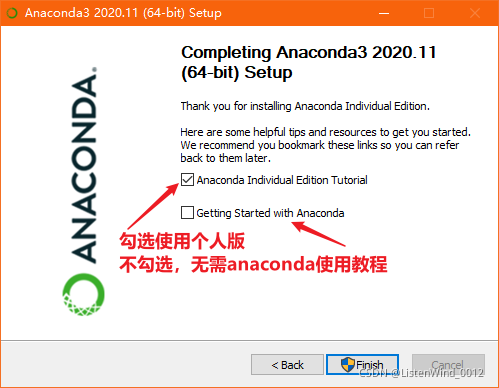 Anaconda3 2020.11 (64-bit) Setup
Completing Anaconda3 2020.11
(64-bit) Setup
Thank you for installing Anaconda Individual Edition.
Here are some helpful tips and resources to get you started.
We recommend you bookmark these links so you can refer
back to them later.
Anaconda Individual Edition Tutorial
Getting Started with Anaconda
勾选使用个人版
不勾选，无需anaconda使用教程
ANACONDA.
< Back
Finish
Cancel
CSDN @ListenWind_0012